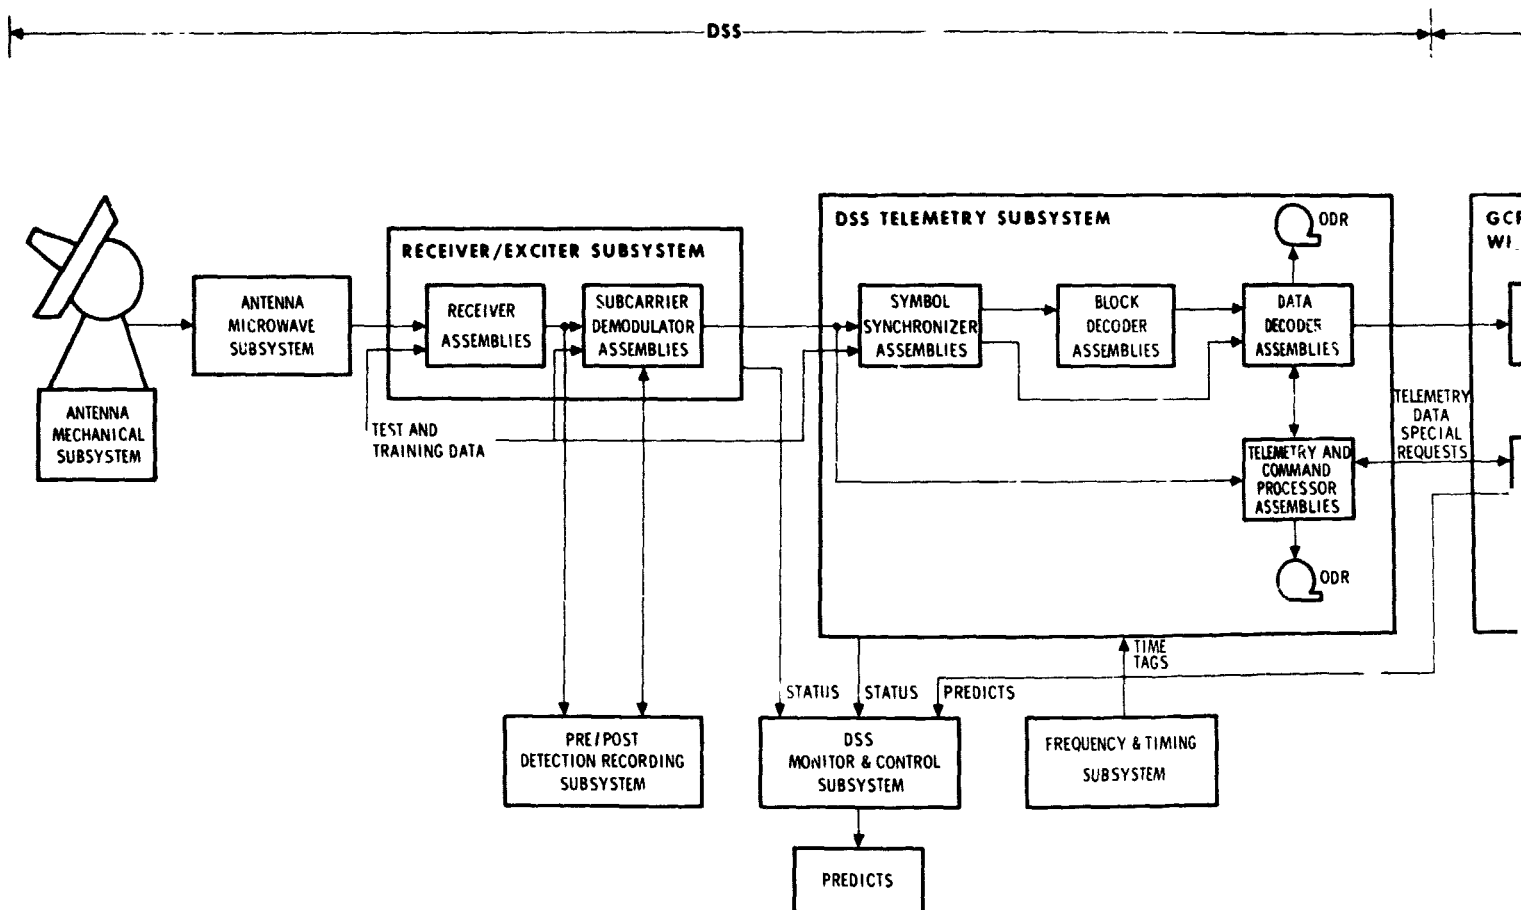 DSS
DSS TELEMETRY SUBSYSTEM
ODR
RECEIVER/EXCITER SUBSYSTEM
ANTENNA
MICROWAVE
SUBSYSTEM
RECEIVER
ASSEMBLIES
SUBCARRIER
DEMODULATOR
ASSEMBLIES
SYMBOL
SYNCHRONIZER
ASSEMBLIES
BLOCK
DECODER
ASSEMBLIES
DATA
DECODER
ASSEMBLIES
ANTENNA
MECHANICAL
SUBSYSTEM
TEST AND
TRAINING DATA
TELEMETRY
DATA
SPECIAL
REQUESTS
TELEMETRY AND
COMMAND
PROCESSOR
ASSEMBLIES
ODR
TIME
TAGS
STATUS
STATUS
PREDICTS
PRE/POST
DETECTION RECORDING
SUBSYSTEM
DSS
MONITOR & CONTROL
SUBSYSTEM
FREQUENCY & TIMING
SUBSYSTEM
PREDICTS